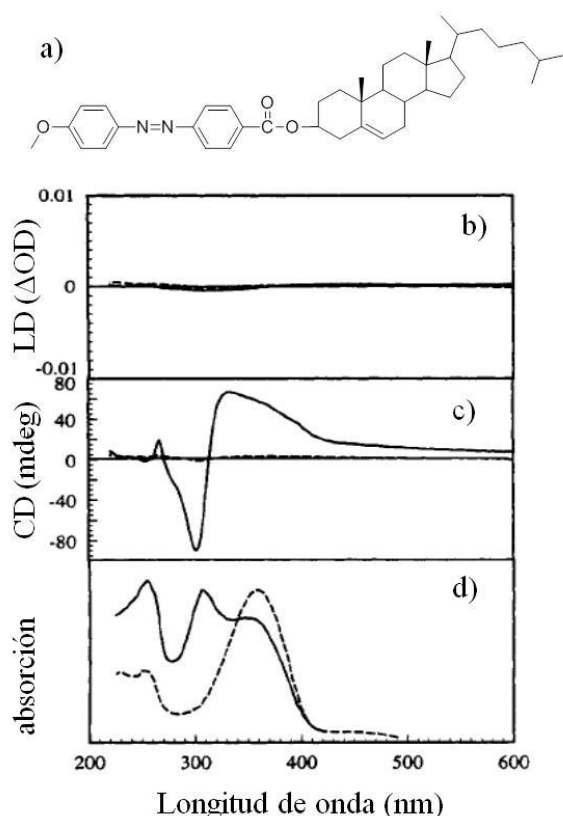 a)
O
N=N
O
C
O
0.01
b)
LD (ΔOD)
0
-0.01
80
c)
40
CD (mdeg)
0
-40
-80
d)
absorción
200 300 400 500 600
Longitud de onda (nm)